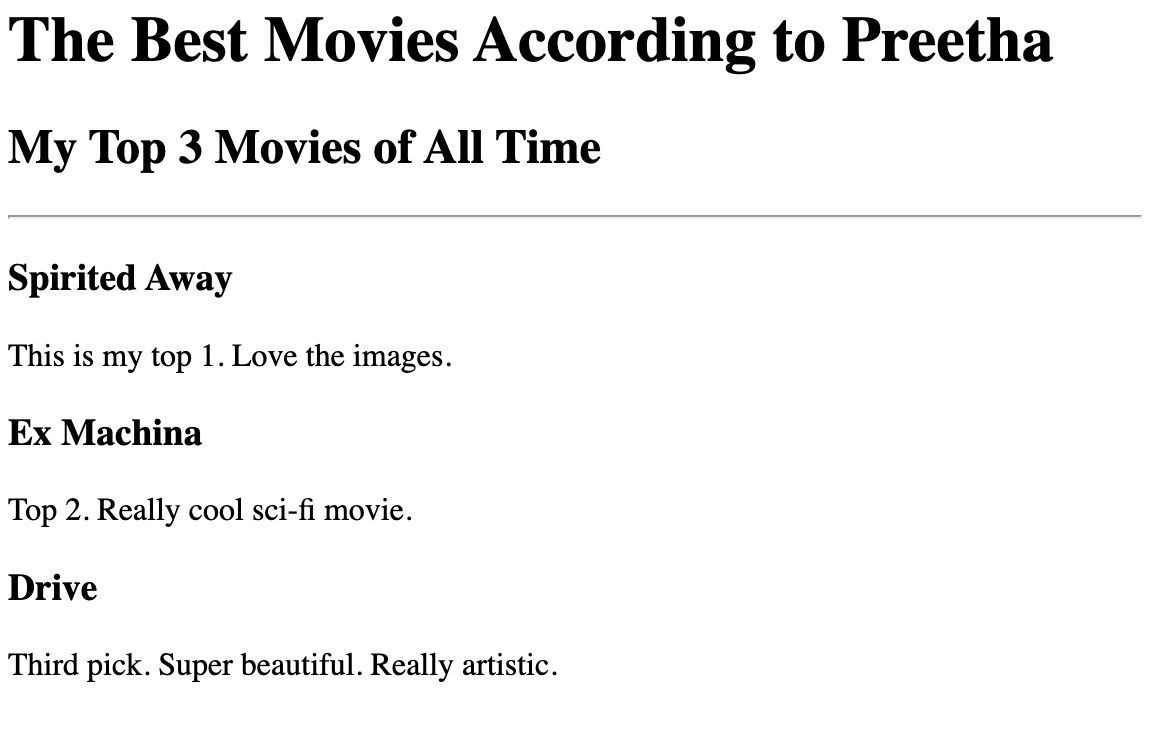 The Best Movies According to Preetha
My Top 3 Movies of All Time
Spirited Away
This is my top 1. Love the images.
Ex Machina
Top 2. Really cool sci-fi movie.
Drive
Third pick. Super beautiful. Really artistic.